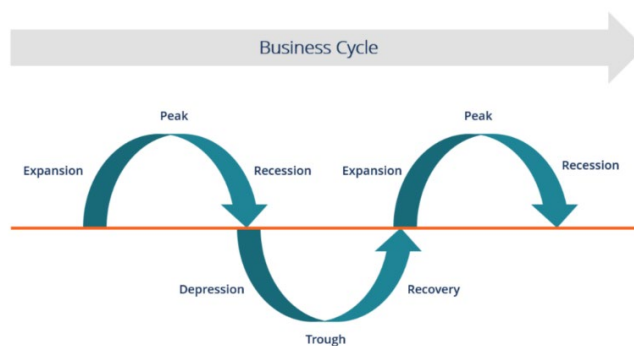 Business Cycle
Peak
Peak
Expansion
Recession
Expansion
Recession
Depression
Recovery
Trough